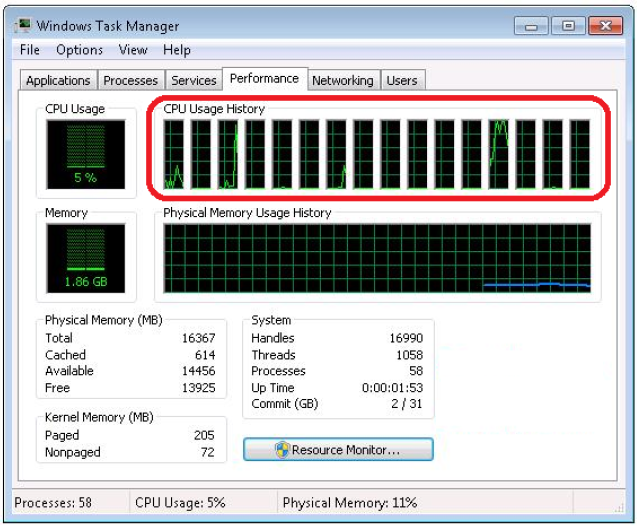 Windows Task Manager
File Options View Help
Applications Processes Services Performance Networking Users
CPU Usage CPU Usage History
5 %
Memory Physical Memory Usage History
1.86 GB
Physical Memory (MB) System
Total 16367 Handles 16990
Cached 614 Threads 1058
Available 14456 Processes 58
Free 13925 Up Time 0:00:01:53
Commit (GB) 2 / 31
Kernel Memory (MB)
Paged 205
Nonpaged 72 Resource Monitor...
Processes: 58 CPU Usage: 5% Physical Memory: 11%